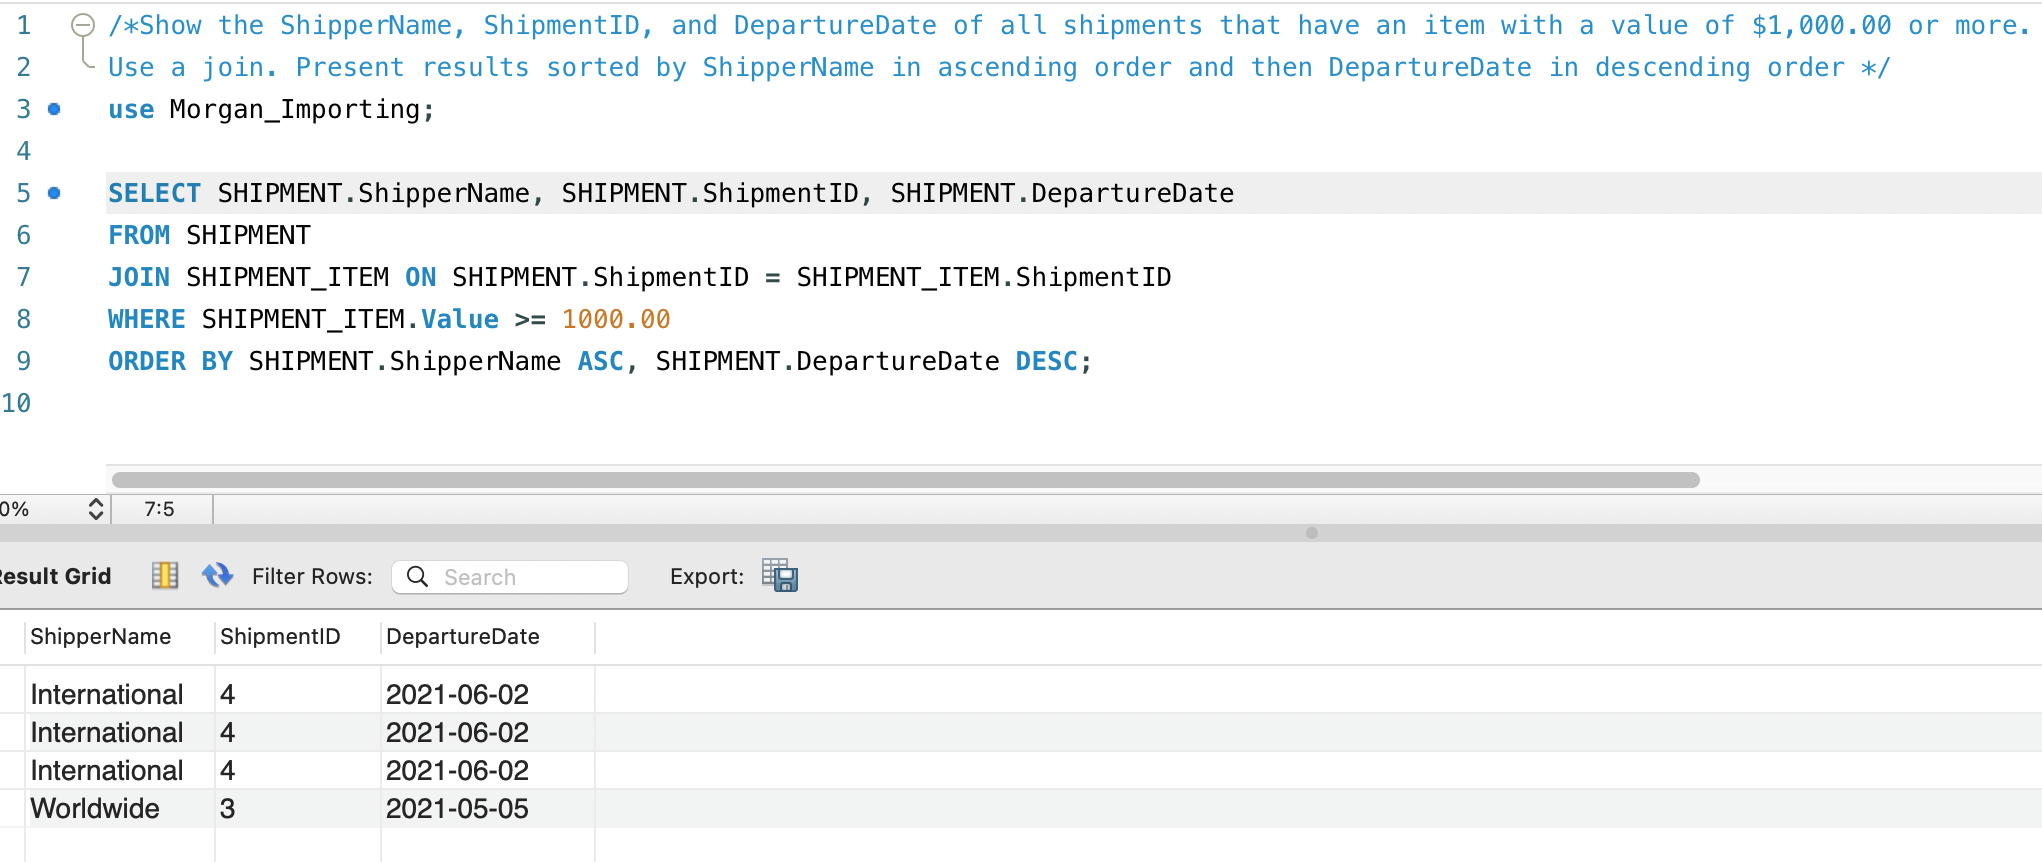 1 /*Show the ShipperName, ShipmentID, and DepartureDate of all shipments that have an item with a value of $1,000.00 or more.
2 Use a join. Present results sorted by ShipperName in ascending order and then DepartureDate in descending order */
3 use Morgan_Importing;
4
5 SELECT SHIPMENT.ShipperName, SHIPMENT.ShipmentID, SHIPMENT.DepartureDate
6 FROM SHIPMENT
7 JOIN SHIPMENT_ITEM ON SHIPMENT.ShipmentID = SHIPMENT_ITEM.ShipmentID
8 WHERE SHIPMENT_ITEM.Value >= 1000.00
9 ORDER BY SHIPMENT.ShipperName ASC, SHIPMENT.DepartureDate DESC;
10
0% 7:5
esult Grid Filter Rows: Search Export:
ShipperName ShipmentID DepartureDate
International 4 2021-06-02
International 4 2021-06-02
International 4 2021-06-02
Worldwide 3 2021-05-05